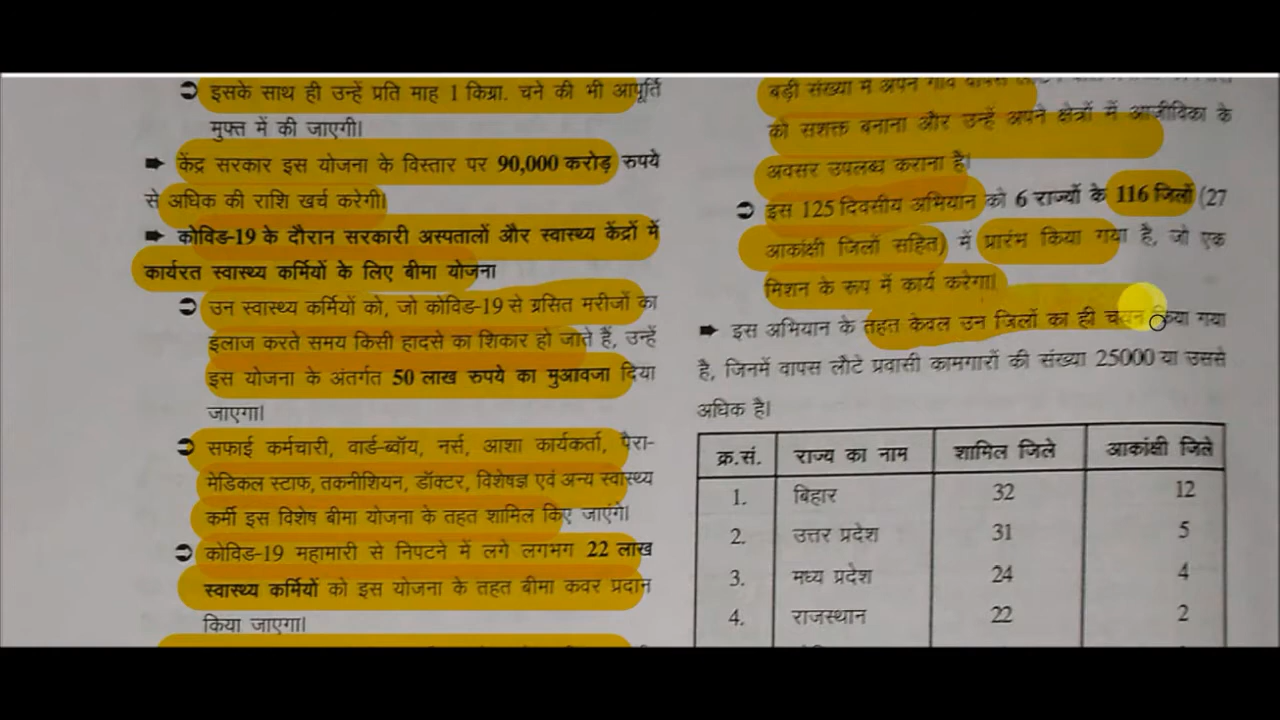 इसके साथ ही उन्हें प्रति माह 1 किग्रा. चने की भी आपूर्ति
मुफ्त में की जाएगी।
केंद्र सरकार इस योजना के विस्तार पर 90,000 करोड़ रुपये
से अधिक की राशि खर्च करेगी।
कोविड-19 के दौरान सरकारी अस्पतालों और स्वास्थ्य केंद्रों में
कार्यरत स्वास्थ्य कर्मियों के लिए बीमा योजना
उन स्वास्थ्य कर्मियों को, जो कोविड-19 से ग्रसित मरीजों का
इलाज करते समय किसी हादसे का शिकार हो जाते हैं, उन्हें
इस योजना के अंतर्गत 50 लाख रुपये का मुआवजा दिया
जाएगा।
सफाई कर्मचारी, वार्ड-ब्वॉय, नर्स, आशा कार्यकर्ता, पैरा-
मेडिकल स्टाफ, तकनीशियन, डॉक्टर, विशेषज्ञ एवं अन्य स्वास्थ्य
कर्मी इस विशेष बीमा योजना के तहत शामिल किए जाएंगे।
कोविड-19 महामारी से निपटने में लगे लगभग 22 लाख
स्वास्थ्य कर्मियों को इस योजना के तहत बीमा कवर प्रदान
किया जाएगा।
बड़ी संख्या में अपने गांव वापस
को सशक्त बनाना और उन्हें अपने क्षेत्रों में आजीविका के
अवसर उपलब्ध कराना है।
इस 125 दिवसीय अभियान को 6 राज्यों के 116 जिलों (27
आकांक्षी जिलों सहित) में प्रारंभ किया गया है, जो एक
मिशन के रूप में कार्य करेगा।
इस अभियान के तहत केवल उन जिलों का ही चयन किया गया
है, जिनमें वापस लौटे प्रवासी कामगारों की संख्या 25000 या उससे
अधिक है।
क्र.सं. राज्य का नाम शामिल जिले आकांक्षी जिले
1. बिहार 32 12
2. उत्तर प्रदेश 31 5
3. मध्य प्रदेश 24 4
4. राजस्थान 22 2